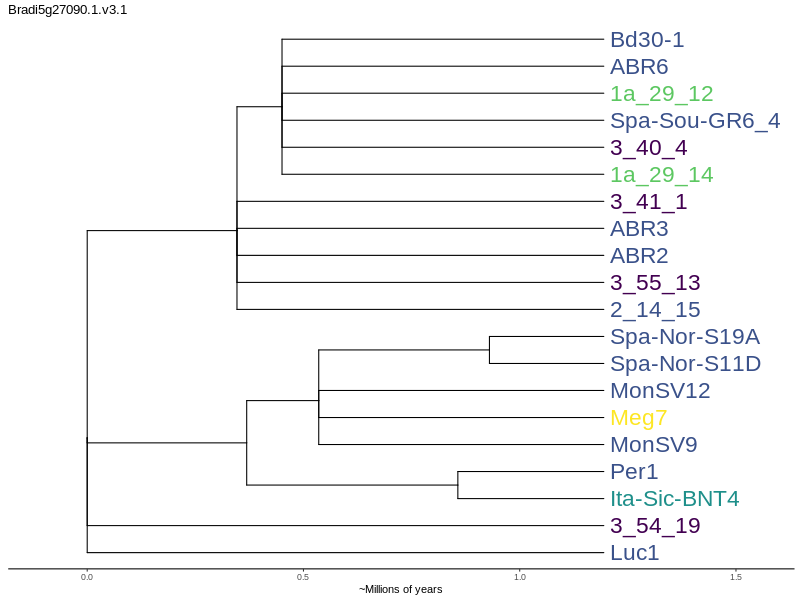 Bradi5g27090.1.v3.1
Bd30-1
ABR6
1a_29_12
Spa-Sou-GR6_4
3_40_4
1a_29_14
3_41_1
ABR3
ABR2
3_55_13
2_14_15
Spa-Nor-S19A
Spa-Nor-S11D
MonSV12
Meg7
MonSV9
Per1
Ita-Sic-BNT4
3_54_19
Luc1
0.0 0.5 1.0 1.5
~Millions of years